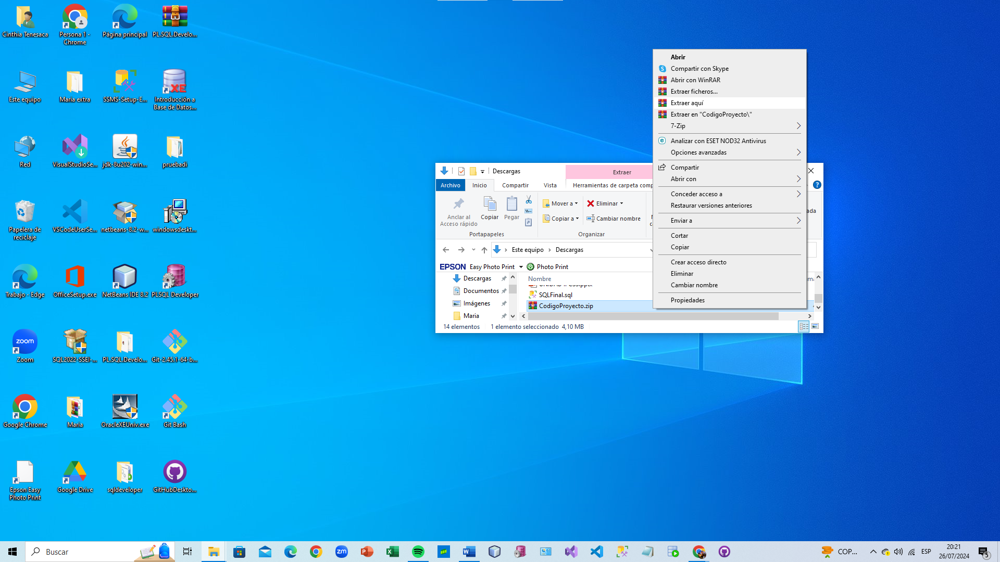 Cinthia Tenesaca
Persona 1 -
Chrome
Página principal
PL.SQL.Develo...
Este equipo
Maria extra
SSMS-Setup-E...
Introducción a
Base de Datos...
Red
VisualStudioSe...
jdk-8u202-win...
pruebadi
Papelera de
reciclaje
VSCodeUserSe...
netbeans-8.2-w...
windowsdeskt...
Trabajo - Edge
OfficeSetup.exe
NetBeans IDE 8.2
PLSQL Developer
zoom
Zoom
SQL2022-SSEI-...
PL.SQL.Develo...
Git-2.45.1-64-b...
Google Chrome
Maria
OracleXEUniv.exe
Git Bash
Epson Easy
Photo Print
Google Drive
sqldeveloper
GitHubDeskto...
Descargas
Extraer
Archivo
Inicio
Compartir
Vista
Herramientas de carpeta comp
Anclar al
Acceso rápido
Copiar
Pegar
Mover a
Copiar a
Eliminar
Cambiar nombre
Portapapeles
Organizar
Este equipo
Descargas
EPSON
Easy Photo Print
Photo Print
Descargas
Documentos
Imágenes
Maria
Nombre
SQLFinal.sql
CodigoProyecto.zip
14 elementos
1 elemento seleccionado 4,10 MB
Abrir
Compartir con Skype
Abrir con WinRAR
Extraer ficheros...
Extraer aquí
Extraer en "CodigoProyecto\"
7-Zip
Analizar con ESET NOD32 Antivirus
Opciones avanzadas
Compartir
Abrir con
Conceder acceso a
Restaurar versiones anteriores
Enviar a
Cortar
Copiar
Crear acceso directo
Eliminar
Cambiar nombre
Propiedades
Buscar
zm
COP...
ESP
20:21
26/07/2024
5